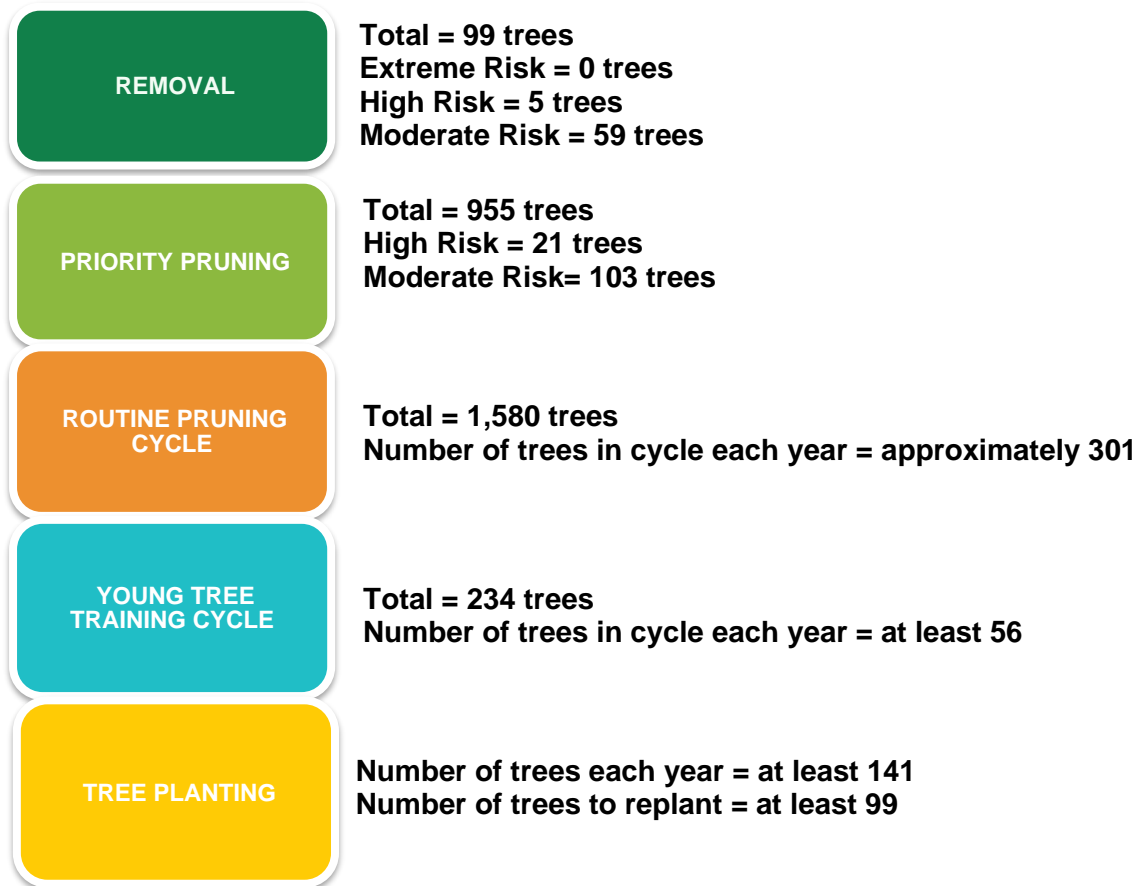 REMOVAL
Total = 99 trees
Extreme Risk = 0 trees
High Risk = 5 trees
Moderate Risk = 59 trees
PRIORITY PRUNING
Total = 955 trees
High Risk = 21 trees
Moderate Risk= 103 trees
ROUTINE PRUNING
CYCLE
Total = 1,580 trees
Number of trees in cycle each year = approximately 301
YOUNG TREE
TRAINING CYCLE
Total = 234 trees
Number of trees in cycle each year = at least 56
TREE PLANTING
Number of trees each year = at least 141
Number of trees to replant = at least 99